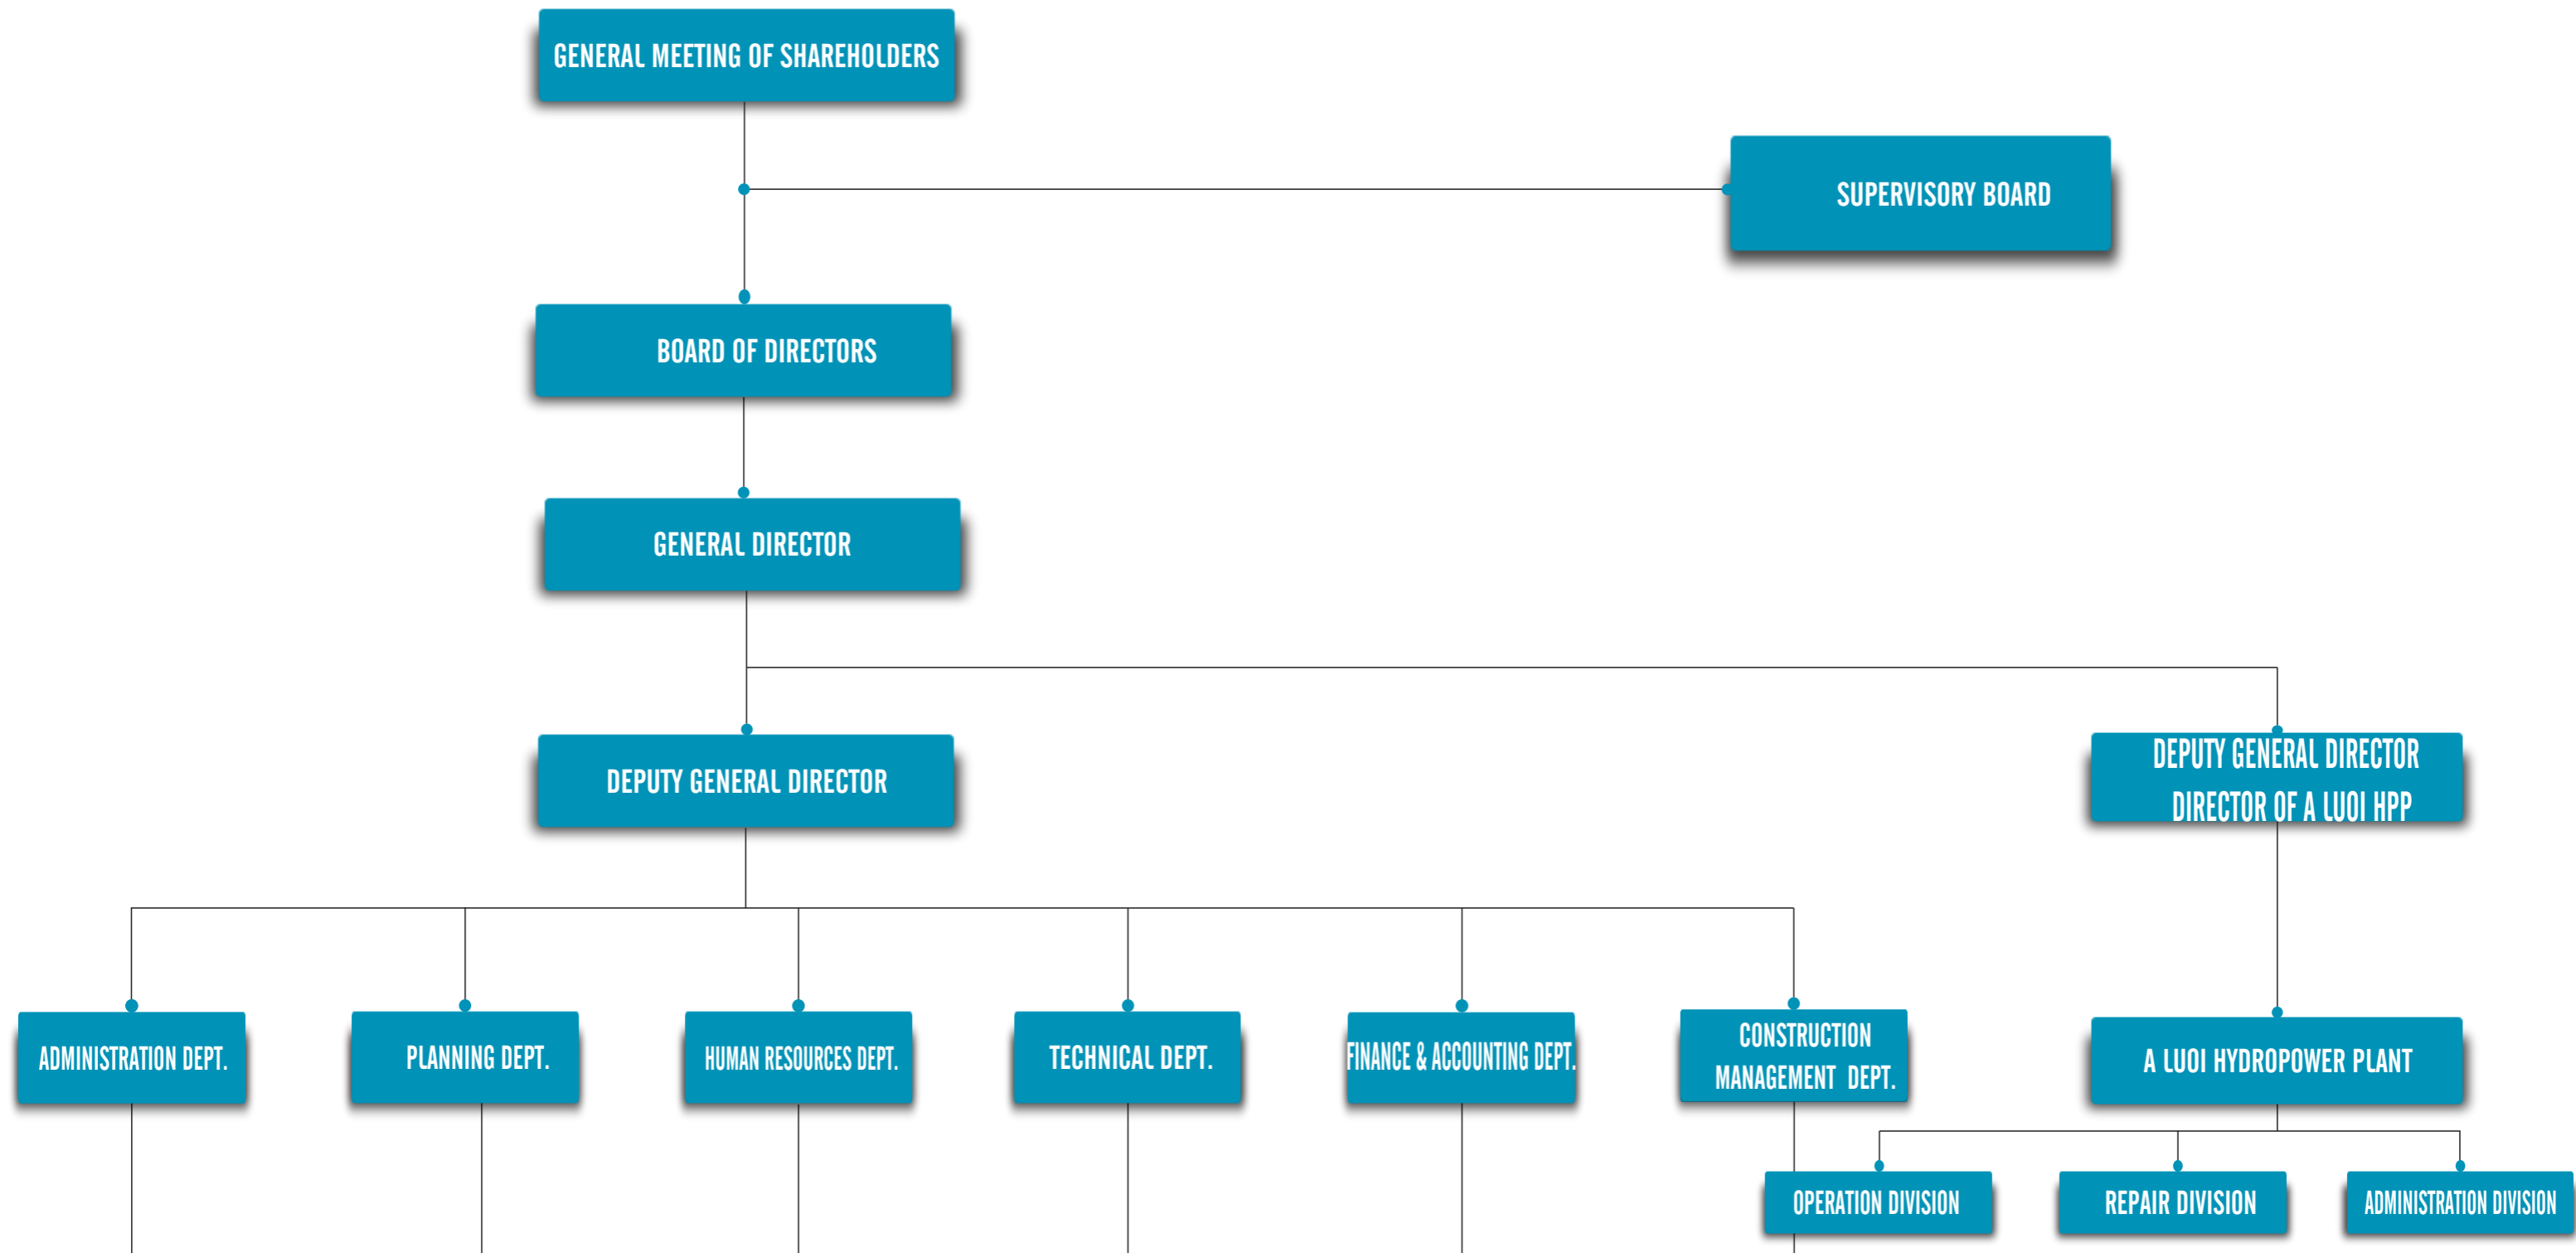 GENERAL MEETING OF SHAREHOLDERS
SUPERVISORY BOARD
BOARD OF DIRECTORS
GENERAL DIRECTOR
DEPUTY GENERAL DIRECTOR
DEPUTY GENERAL DIRECTOR
DIRECTOR OF A LUOI HPP
ADMINISTRATION DEPT.
PLANNING DEPT.
HUMAN RESOURCES DEPT.
TECHNICAL DEPT.
FINANCE & ACCOUNTING DEPT.
CONSTRUCTION
MANAGEMENT DEPT.
A LUOI HYDROPOWER PLANT
OPERATION DIVISION
REPAIR DIVISION
ADMINISTRATION DIVISION